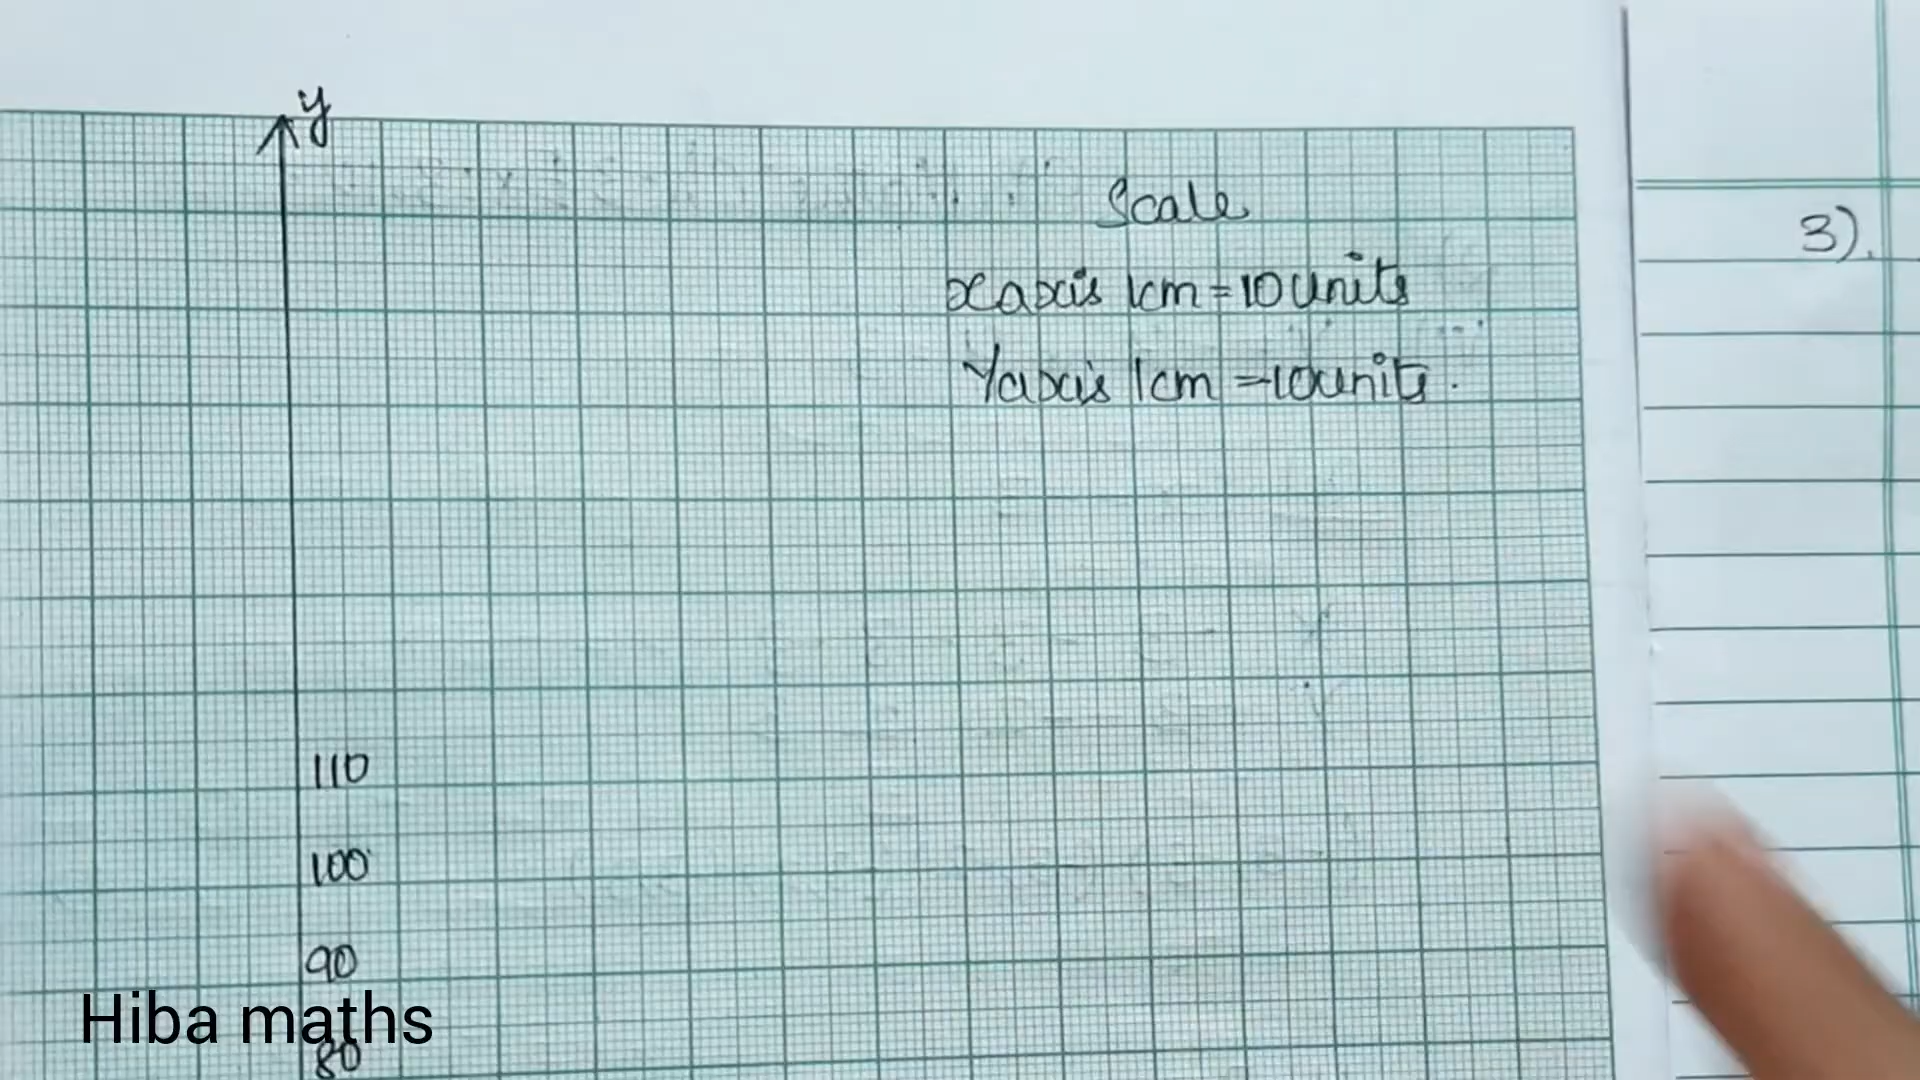 y
Scale
x axis 1cm = 10 units
Y axis 1cm = 10 units.
3).
110
100
90
80
Hiba maths